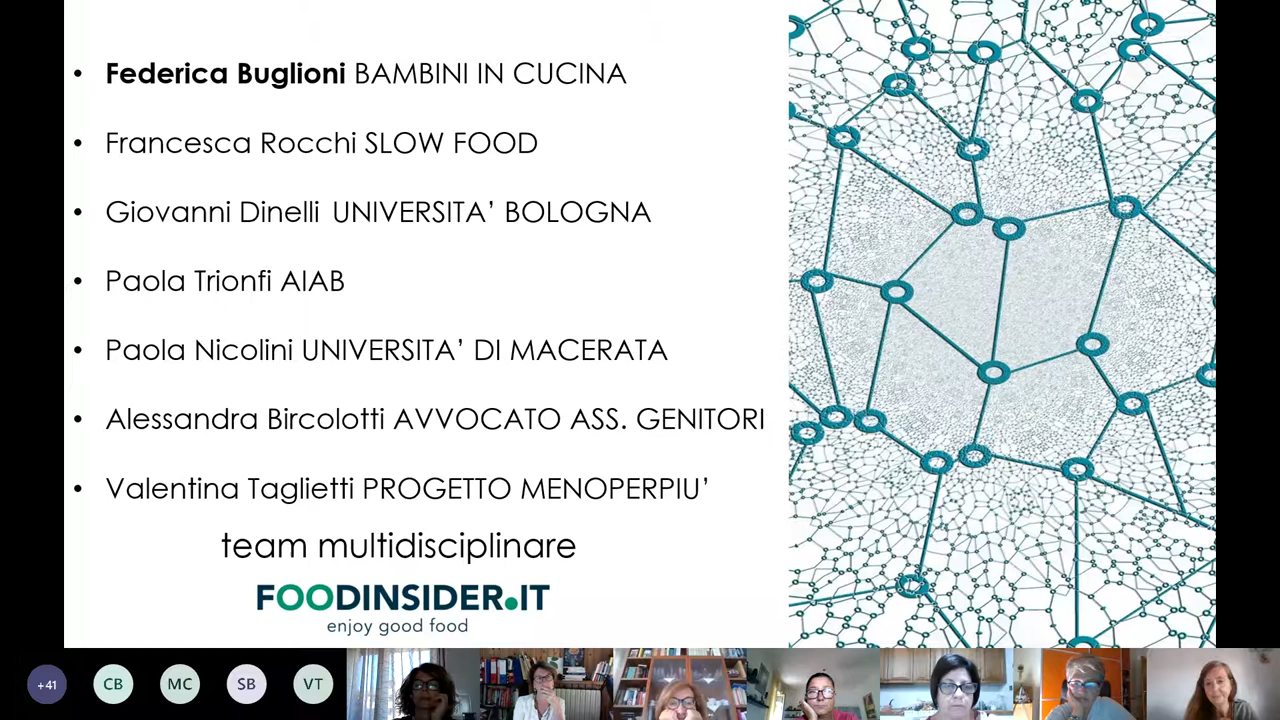 • Federica Buglioni BAMBINI IN CUCINA
• Francesca Rocchi SLOW FOOD
• Giovanni Dinelli UNIVERSITA’ BOLOGNA
• Paola Trionfi AIAB
• Paola Nicolini UNIVERSITA’ DI MACERATA
• Alessandra Bircolotti AVVOCATO ASS. GENITORI
• Valentina Taglietti PROGETTO MENOPERPIU’
team multidisciplinare
FOODINSIDER.IT
enjoy good food
+41 CB MC SB VT